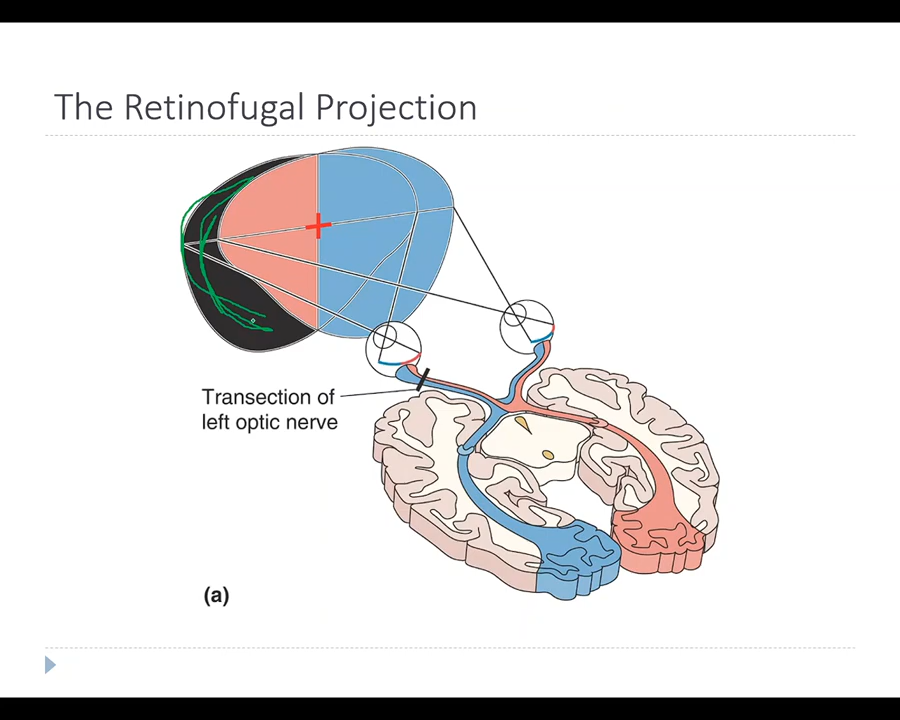 The Retinofugal Projection
Transection of
left optic nerve
(a)